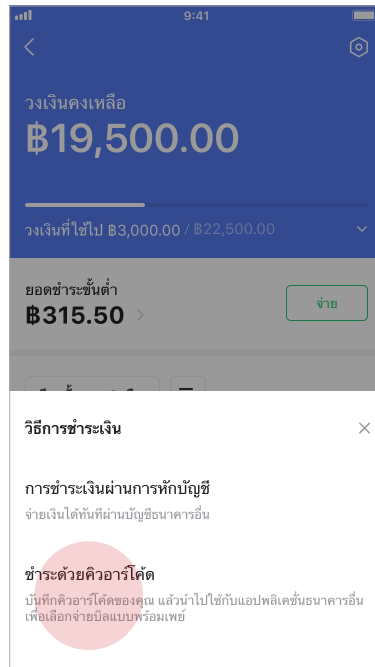 9:41
วงเงินคงเหลือ
฿19,500.00
วงเงินที่ใช้ไป ฿3,000.00 / ฿22,500.00
ยอดชำระขั้นต่ำ
฿315.50
จ่าย
วิธีการชำระเงิน
การชำระเงินผ่านการหักบัญชี
จ่ายเงินได้ทันทีผ่านบัญชีธนาคารอื่น
ชำระด้วยคิวอาร์โค้ด
บันทึกคิวอาร์โค้ดของคุณ แล้วนำไปใช้กับแอปพลิเคชั่นธนาคารอื่น
เพื่อเลือกจ่ายบิลแบบพร้อมเพย์